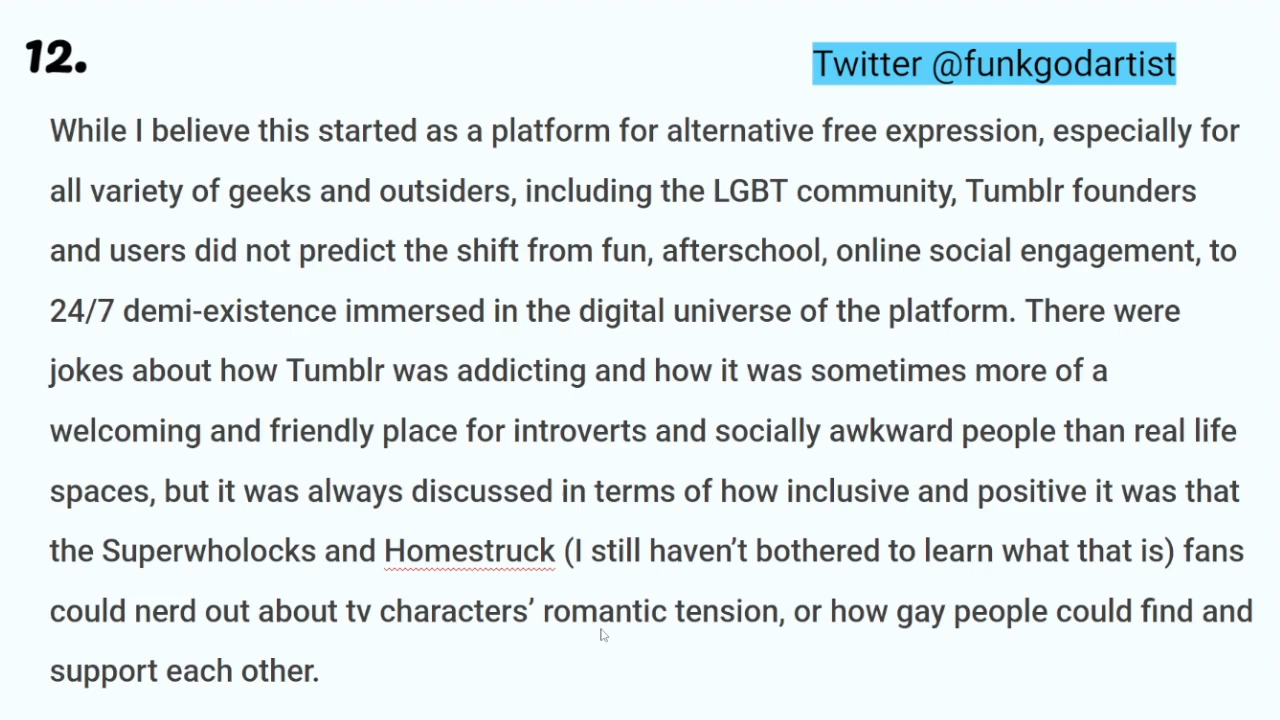 12.
Twitter @funkgodartist
While I believe this started as a platform for alternative free expression, especially for
all variety of geeks and outsiders, including the LGBT community, Tumblr founders
and users did not predict the shift from fun, afterschool, online social engagement, to
24/7 demi-existence immersed in the digital universe of the platform. There were
jokes about how Tumblr was addicting and how it was sometimes more of a
welcoming and friendly place for introverts and socially awkward people than real life
spaces, but it was always discussed in terms of how inclusive and positive it was that
the Superwholocks and Homestruck (I still haven’t bothered to learn what that is) fans
could nerd out about tv characters’ romantic tension, or how gay people could find and
support each other.